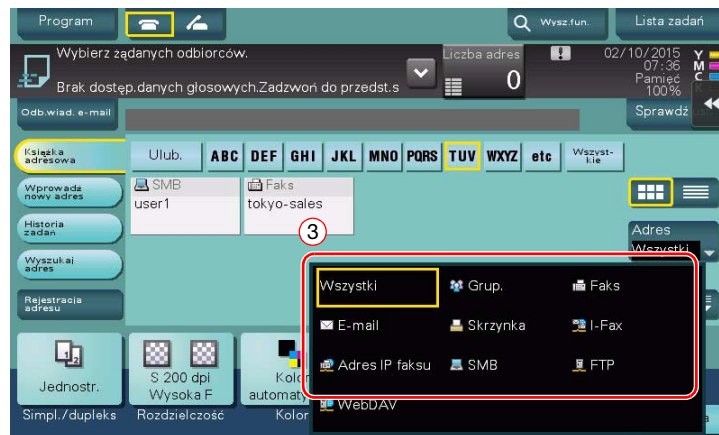 Program
Wysz.fun.
Lista zadań
Wybierz żądanych odbiorców.
Brak dostęp.danych głosowych.Zadzwoń do przedst.s
Liczba adres
0
02/10/2015
07:36
Pamięć
100%
Y
M
C
K
Odb.wiad. e-mail
Sprawdź
Książka
adresowa
Ulub.
ABC
DEF
GHI
JKL
MNO
PQRS
TUV
WXYZ
etc
Wszyst-
kie
Wprowadź
nowy adres
SMB
user1
Faks
tokyo-sales
Historia
zadań
Adres
Wszystki
3
Wyszukaj
adres
Rejestracja
adresu
Wszystki
Grup.
Faks
E-mail
Skrzynka
I-Fax
Adres IP faksu
SMB
FTP
WebDAV
Jednostr.
Simpl./dupleks
S 200 dpi
Wysoka F
Rozdzielczość
Kolor
automaty
Kolor